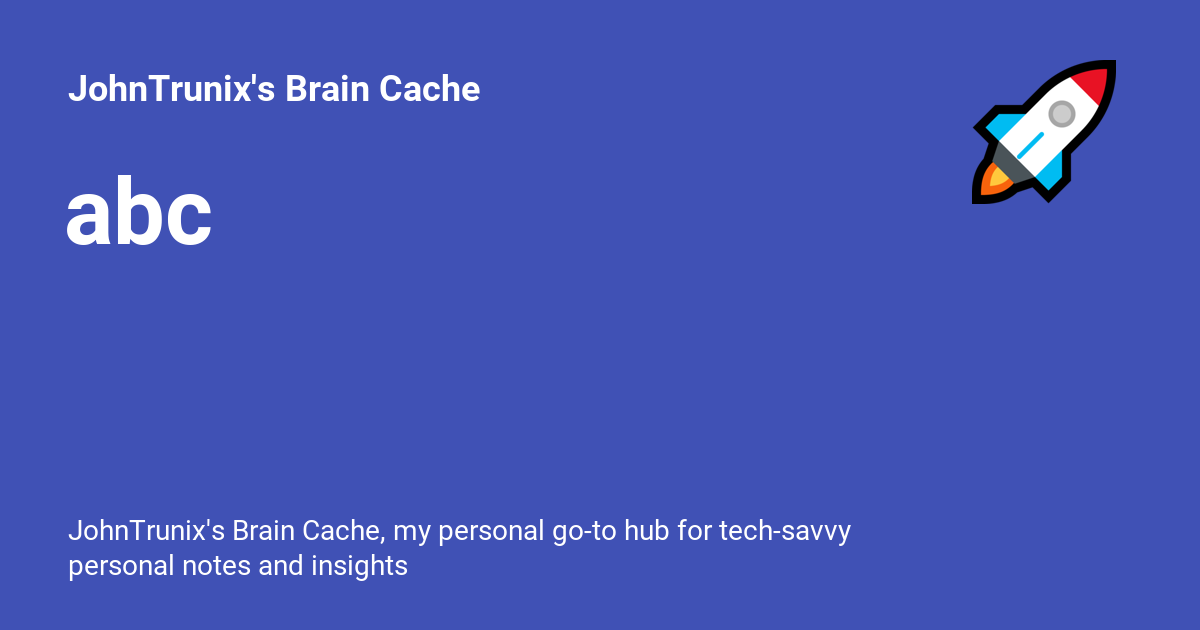 JohnTrunix's Brain Cache
abc
JohnTrunix's Brain Cache, my personal go-to hub for tech-savvy
personal notes and insights